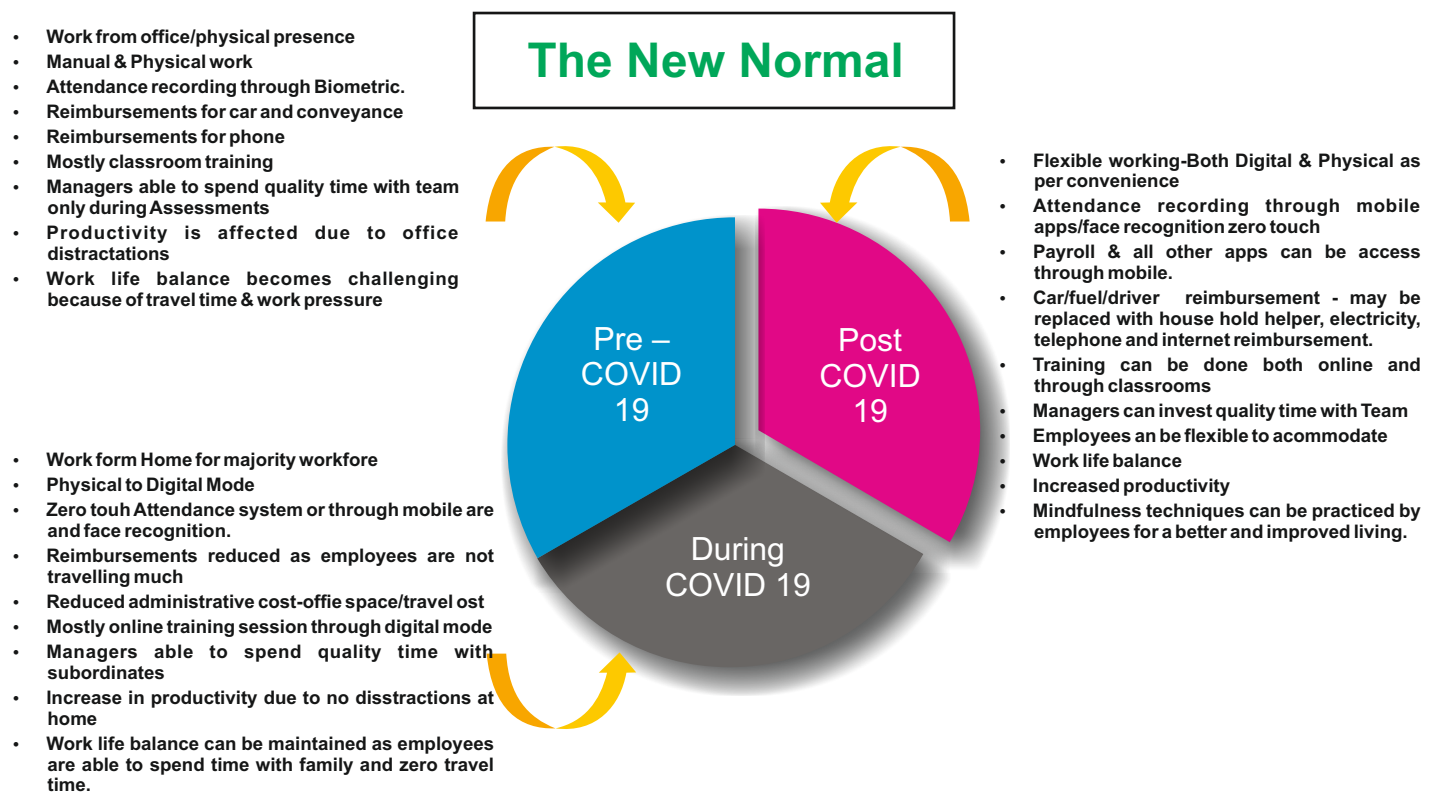 The New Normal
• Work from office/physical presence
• Manual & Physical work
• Attendance recording through Biometric.
• Reimbursements for car and conveyance
• Reimbursements for phone
• Mostly classroom training
• Managers able to spend quality time with team
only during Assessments
• Productivity is affected due to office
distractations
• Work life balance becomes challenging
because of travel time & work pressure
Pre –
COVID
19
Post
COVID
19
During
COVID 19
• Work form Home for majority workfore
• Physical to Digital Mode
• Zero touh Attendance system or through mobile are
and face recognition.
• Reimbursements reduced as employees are not
travelling much
• Reduced administrative cost-offie space/travel ost
• Mostly online training session through digital mode
• Managers able to spend quality time with
subordinates
• Increase in productivity due to no disstractions at
home
• Work life balance can be maintained as employees
are able to spend time with family and zero travel
time.
• Flexible working-Both Digital & Physical as
per convenience
• Attendance recording through mobile
apps/face recognition zero touch
• Payroll & all other apps can be access
through mobile.
• Car/fuel/driver reimbursement - may be
replaced with house hold helper, electricity,
telephone and internet reimbursement.
• Training can be done both online and
through classrooms
• Managers can invest quality time with Team
• Employees an be flexible to acommodate
• Work life balance
• Increased productivity
• Mindfulness techniques can be practiced by
employees for a better and improved living.